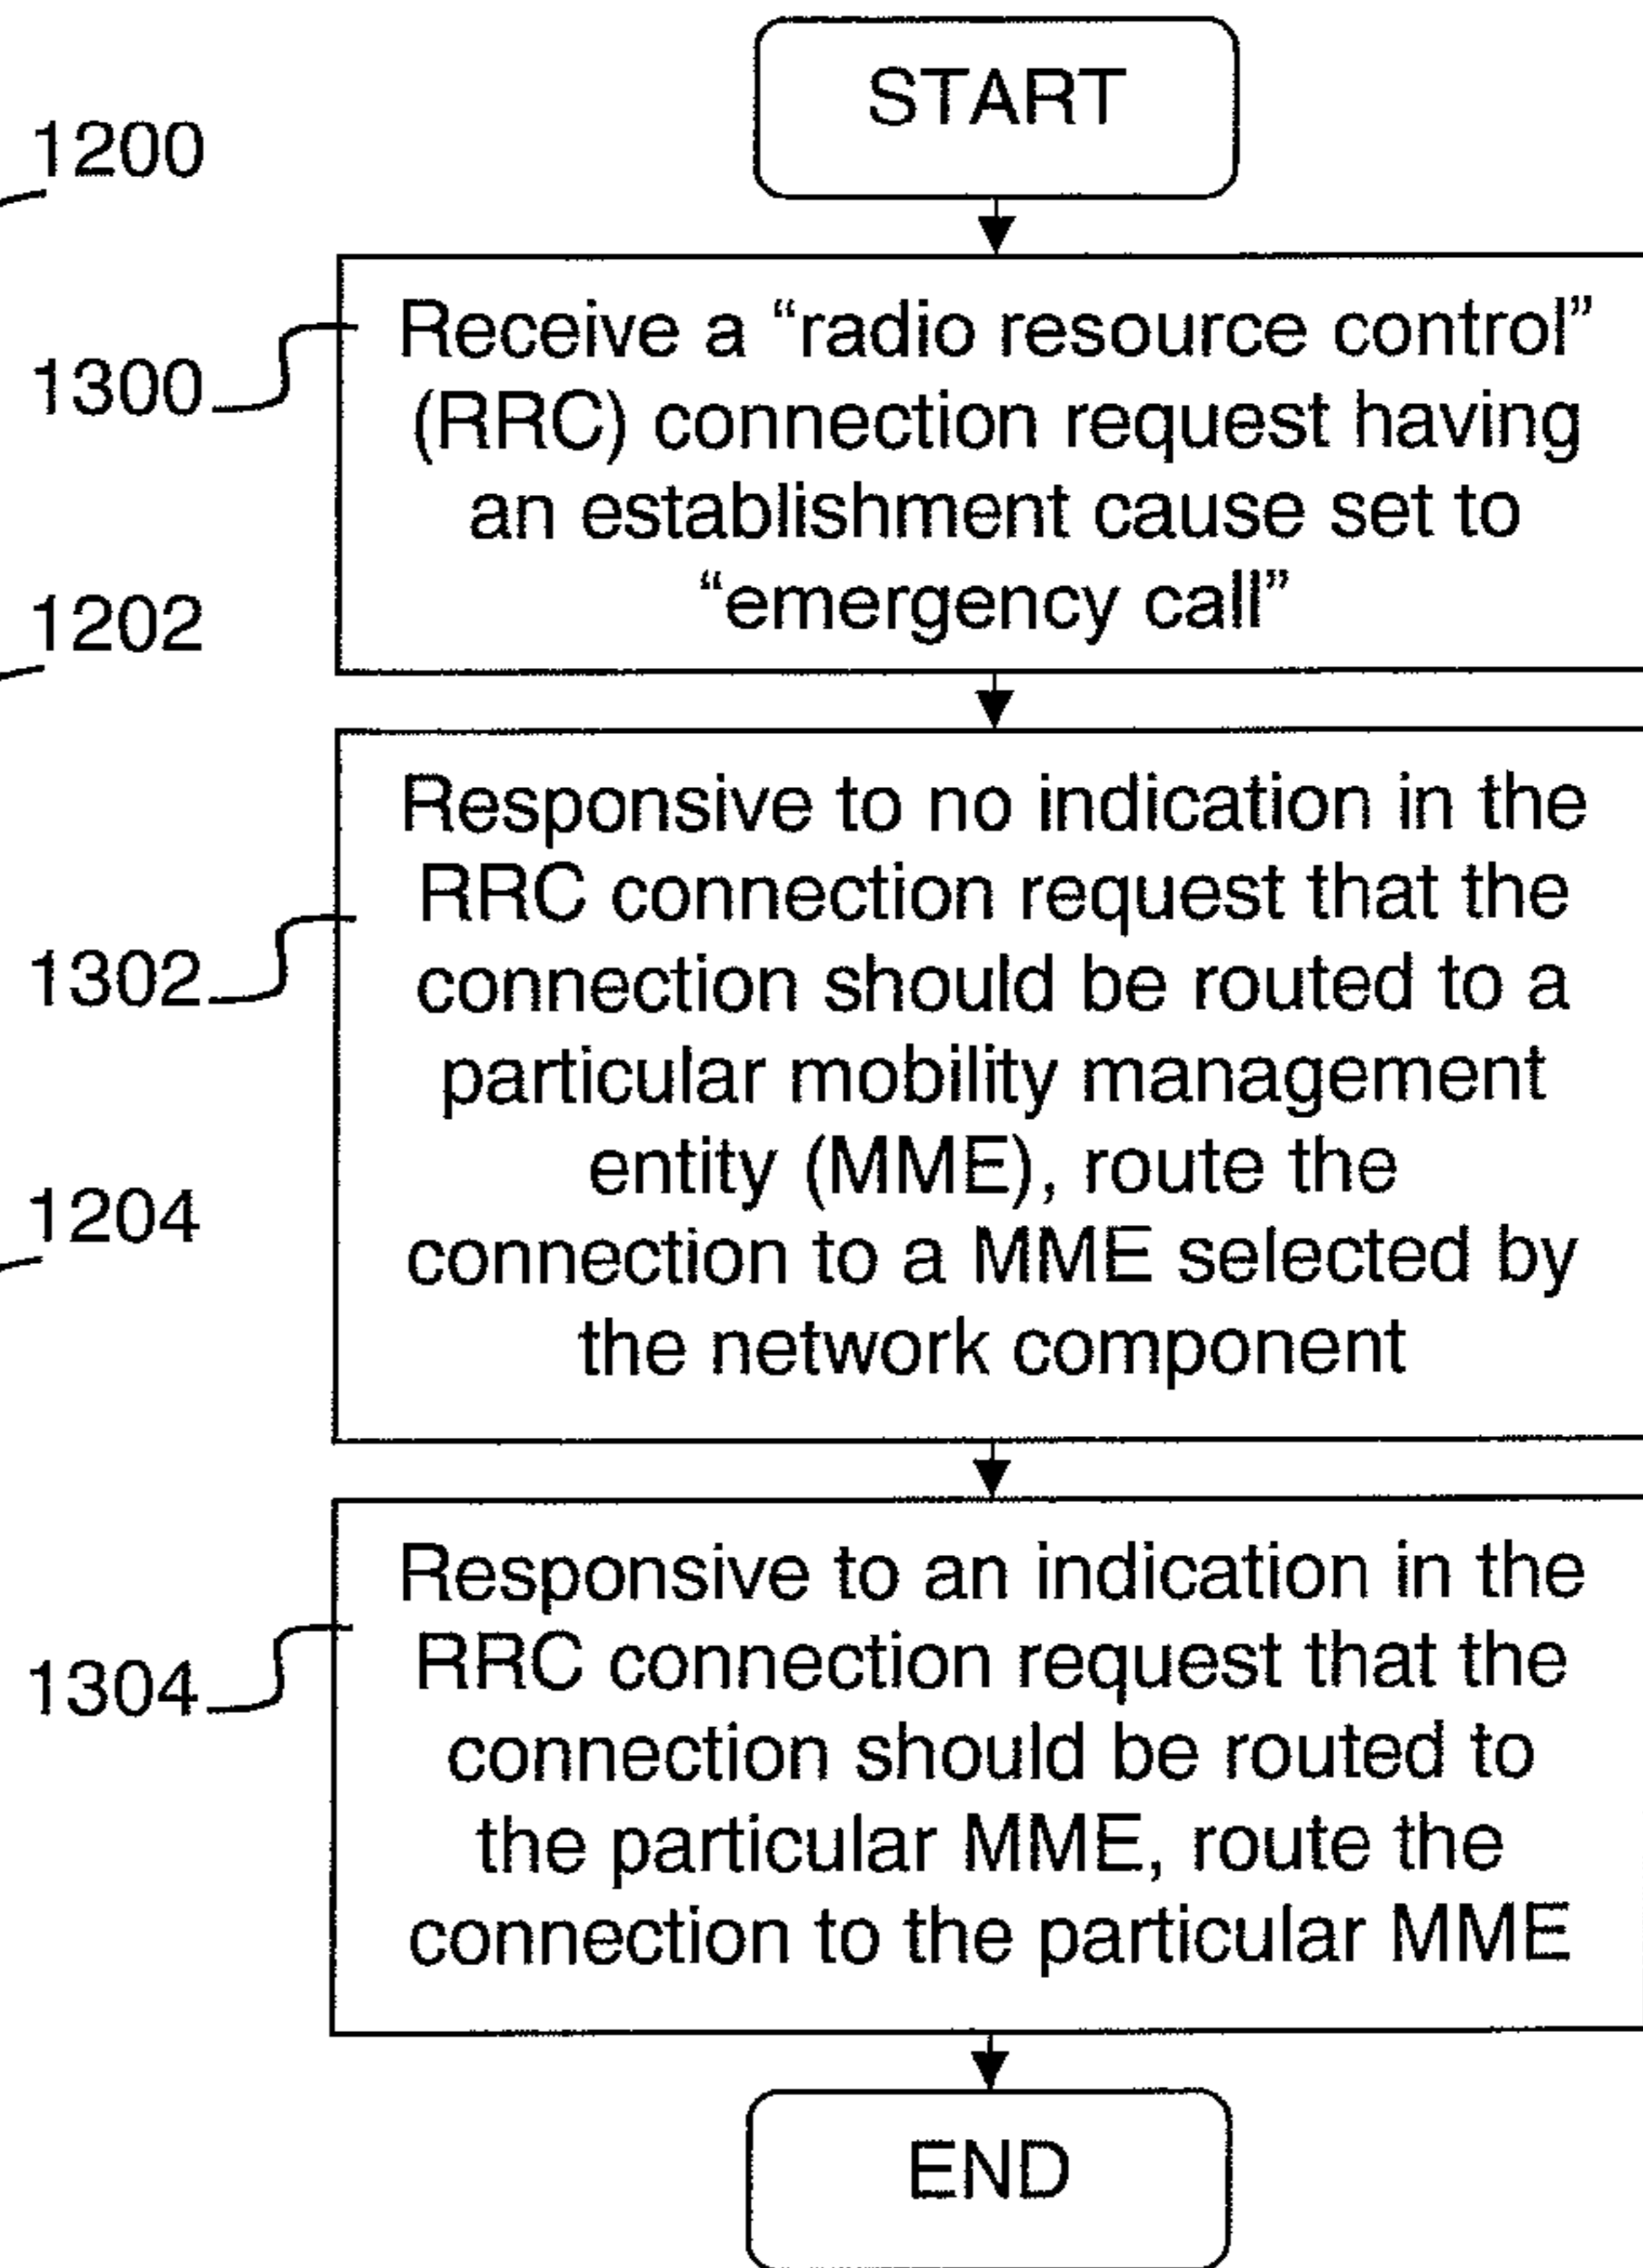 START
1200
1300
Receive a “radio resource control”
(RRC) connection request having
an establishment cause set to
“emergency call”
1202
1302
Responsive to no indication in the
RRC connection request that the
connection should be routed to a
particular mobility management
entity (MME), route the
connection to a MME selected by
the network component
1204
1304
Responsive to an indication in the
RRC connection request that the
connection should be routed to
the particular MME, route the
connection to the particular MME
END